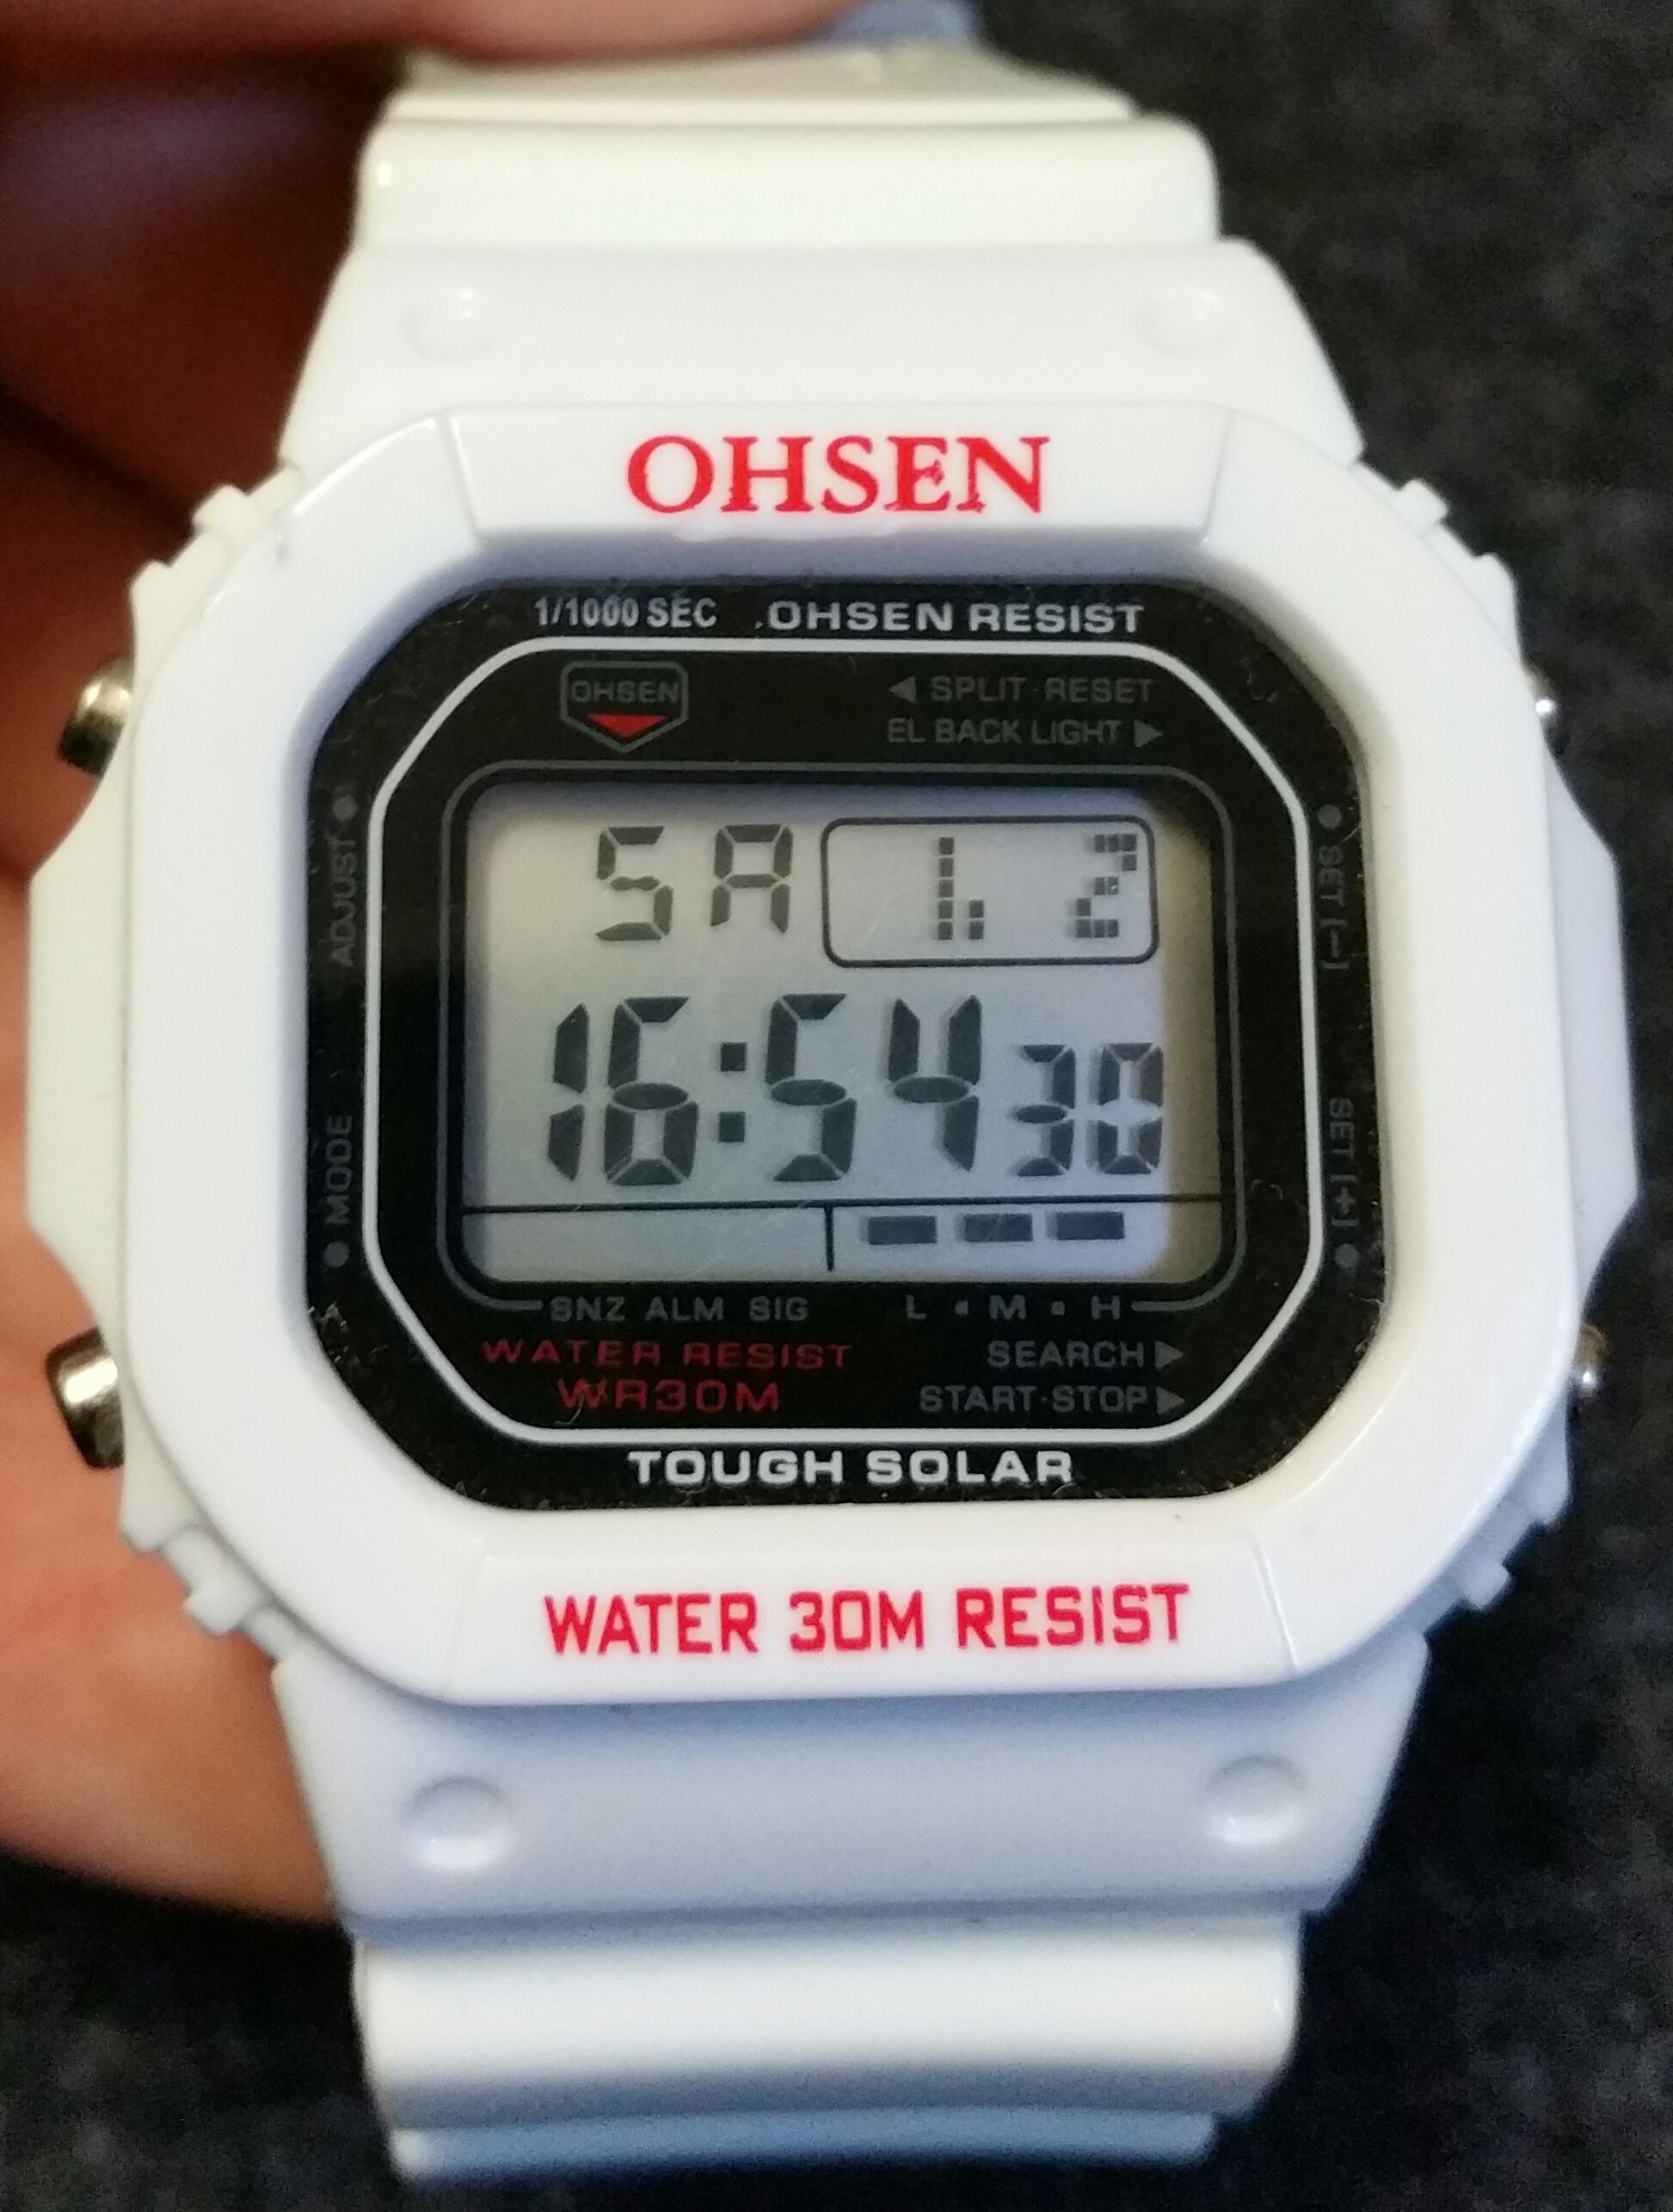 OHSEN
1/1000 SEC .OHSEN RESIST
OHSEN
◀ SPLIT·RESET
EL BACK LIGHT ▶
ADJUST
SET [-]
SA 1. 2
16:54 30
MODE
SET [+]
SNZ ALM SIG L · M · H
WATER RESIST
WR30M
SEARCH ▶
START·STOP ▶
TOUGH SOLAR
WATER 30M RESIST